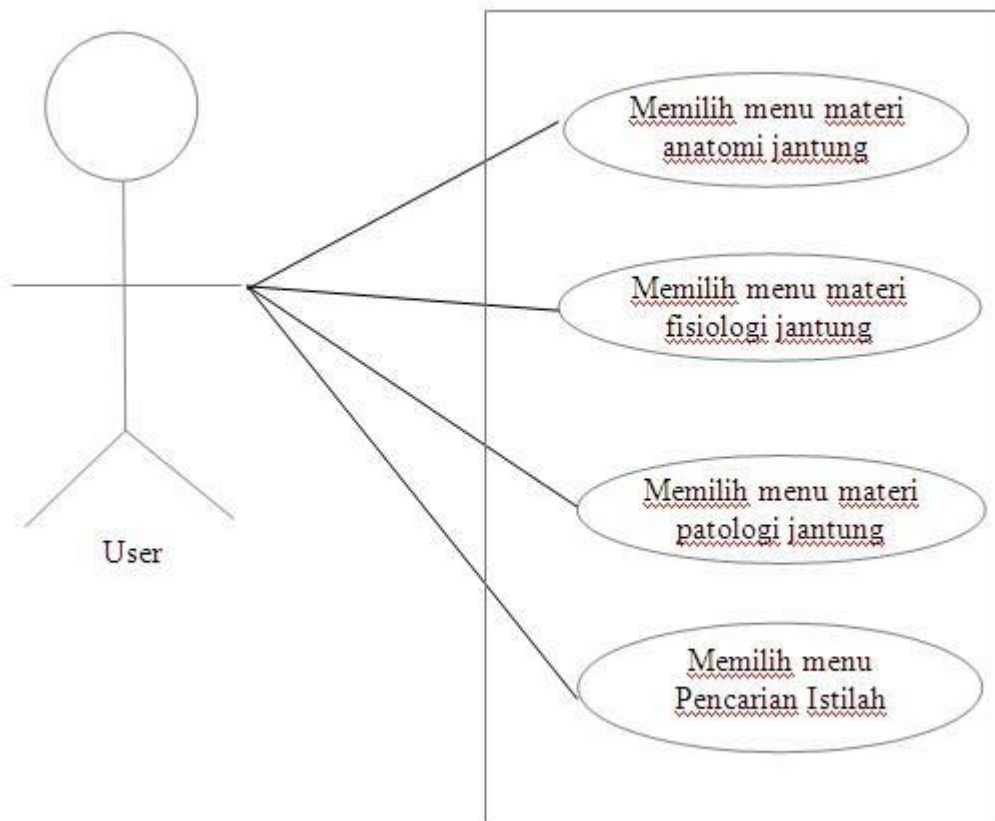 Memilih menu materi
anatomi jantung
Memilih menu materi
fisiologi jantung
Memilih menu materi
patologi jantung
User
Memilih menu
Pencarian Istilah